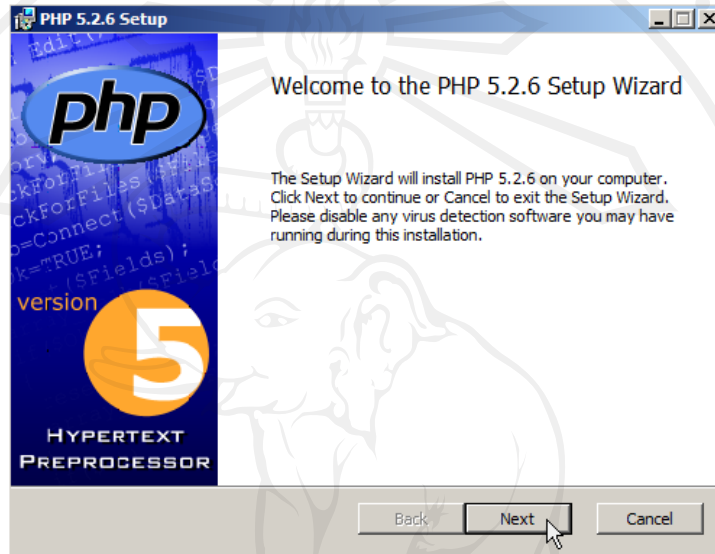 PHP 5.2.6 Setup
php
version
5
HYPERTEXT
PREPROCESSOR
Welcome to the PHP 5.2.6 Setup Wizard
The Setup Wizard will install PHP 5.2.6 on your computer.
Click Next to continue or Cancel to exit the Setup Wizard.
Please disable any virus detection software you may have
running during this installation.
Back
Next
Cancel